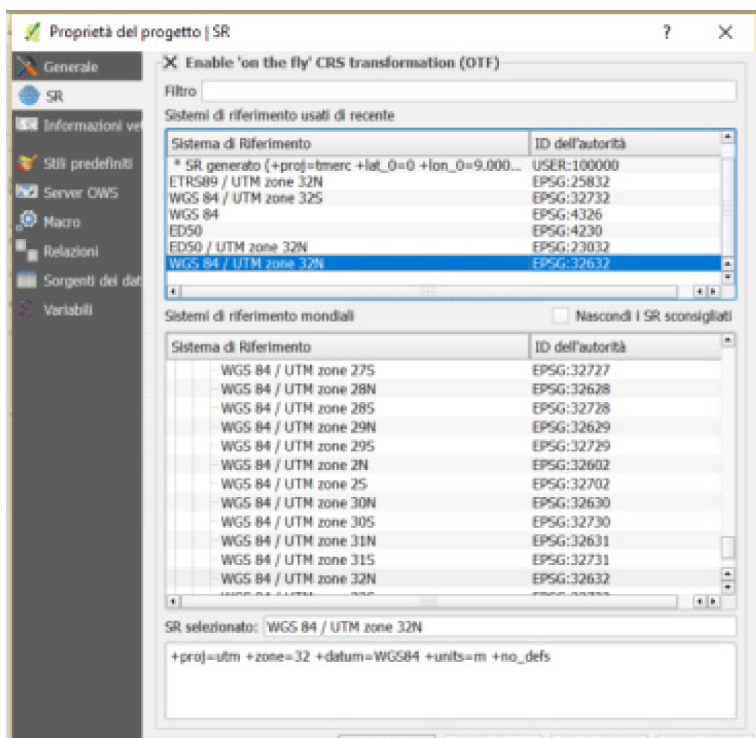 Proprietà del progetto | SR
Generale
SR
Informazioni vet
Stili predefiniti
Server OWS
Macro
Relazioni
Sorgenti dei dat
Variabili
Enable 'on the fly' CRS transformation (OTF)
Filtro
Sistemi di riferimento usati di recente
Sistema di Riferimento ID dell'autorità
* SR generato (+proj=tmerc +lat_0=0 +lon_0=9.000... USER:100000
ETRS89 / UTM zone 32N EPSG:25832
WGS 84 / UTM zone 32S EPSG:32732
WGS 84 EPSG:4326
ED50 EPSG:4230
ED50 / UTM zone 32N EPSG:23032
WGS 84 / UTM zone 32N EPSG:32632
Sistemi di riferimento mondiali Nascondi i SR sconsigliati
Sistema di Riferimento ID dell'autorità
WGS 84 / UTM zone 27S EPSG:32727
WGS 84 / UTM zone 28N EPSG:32628
WGS 84 / UTM zone 28S EPSG:32728
WGS 84 / UTM zone 29N EPSG:32629
WGS 84 / UTM zone 29S EPSG:32729
WGS 84 / UTM zone 2N EPSG:32602
WGS 84 / UTM zone 2S EPSG:32702
WGS 84 / UTM zone 30N EPSG:32630
WGS 84 / UTM zone 30S EPSG:32730
WGS 84 / UTM zone 31N EPSG:32631
WGS 84 / UTM zone 31S EPSG:32731
WGS 84 / UTM zone 32N EPSG:32632
SR selezionato: WGS 84 / UTM zone 32N
+proj=utm +zone=32 +datum=WGS84 +units=m +no_defs